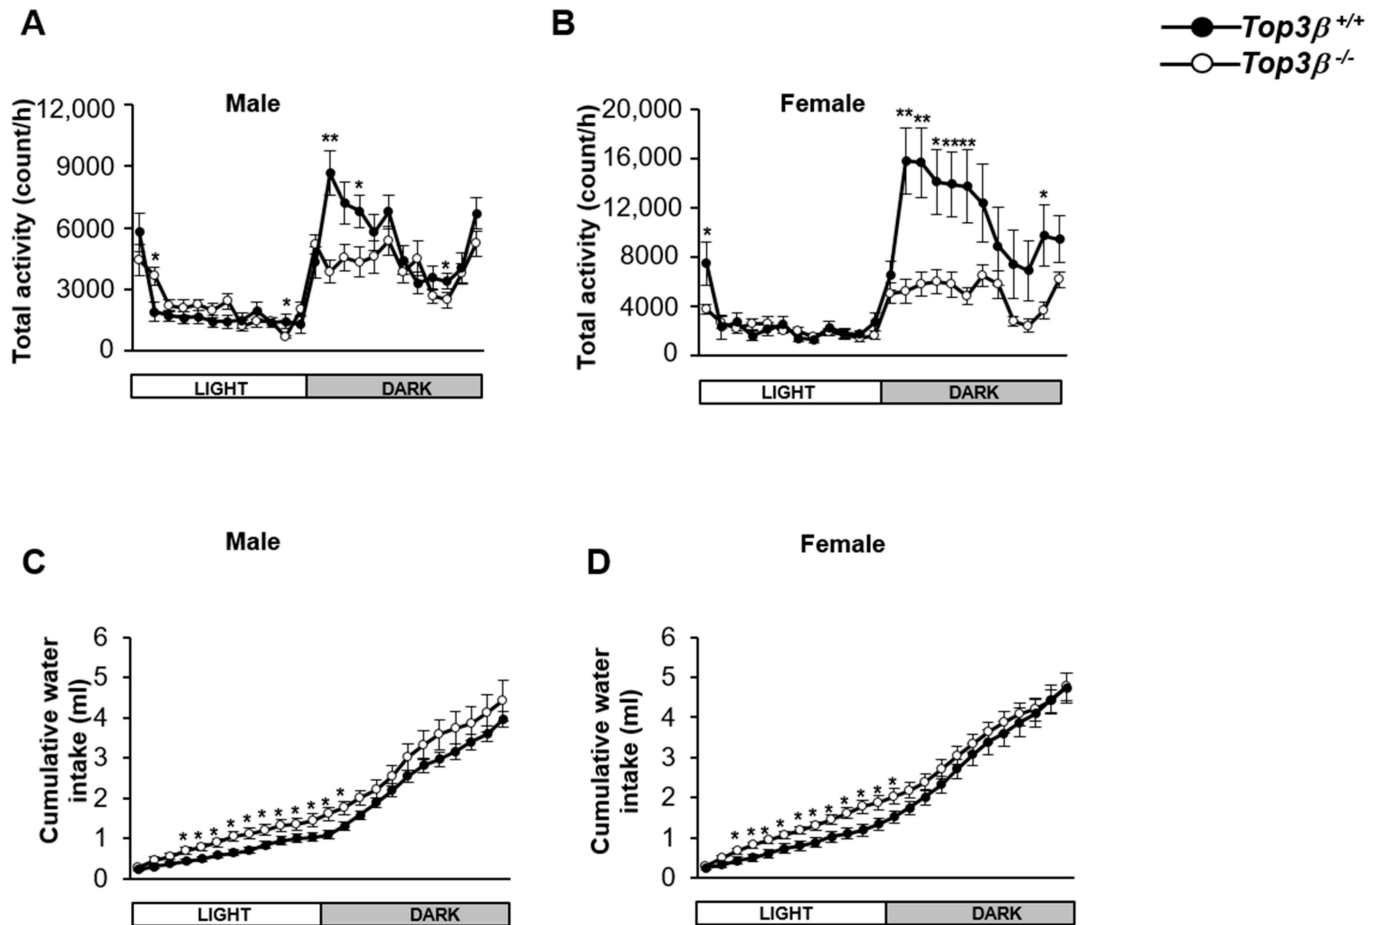 A
B
Top3β +/+
Top3β -/-
Male
Female
Total activity (count/h)
12,000
9000
6000
3000
0
**
*
*
*
*
LIGHT
DARK
Total activity (count/h)
20,000
16,000
12,000
8000
4000
0
*
**
**
*****
*
LIGHT
DARK
C
Male
D
Female
Cumulative water
intake (ml)
6
5
4
3
2
1
0
* * * * * * * * * * *
LIGHT
DARK
Cumulative water
intake (ml)
6
5
4
3
2
1
0
* * * * * * * * * * *
LIGHT
DARK